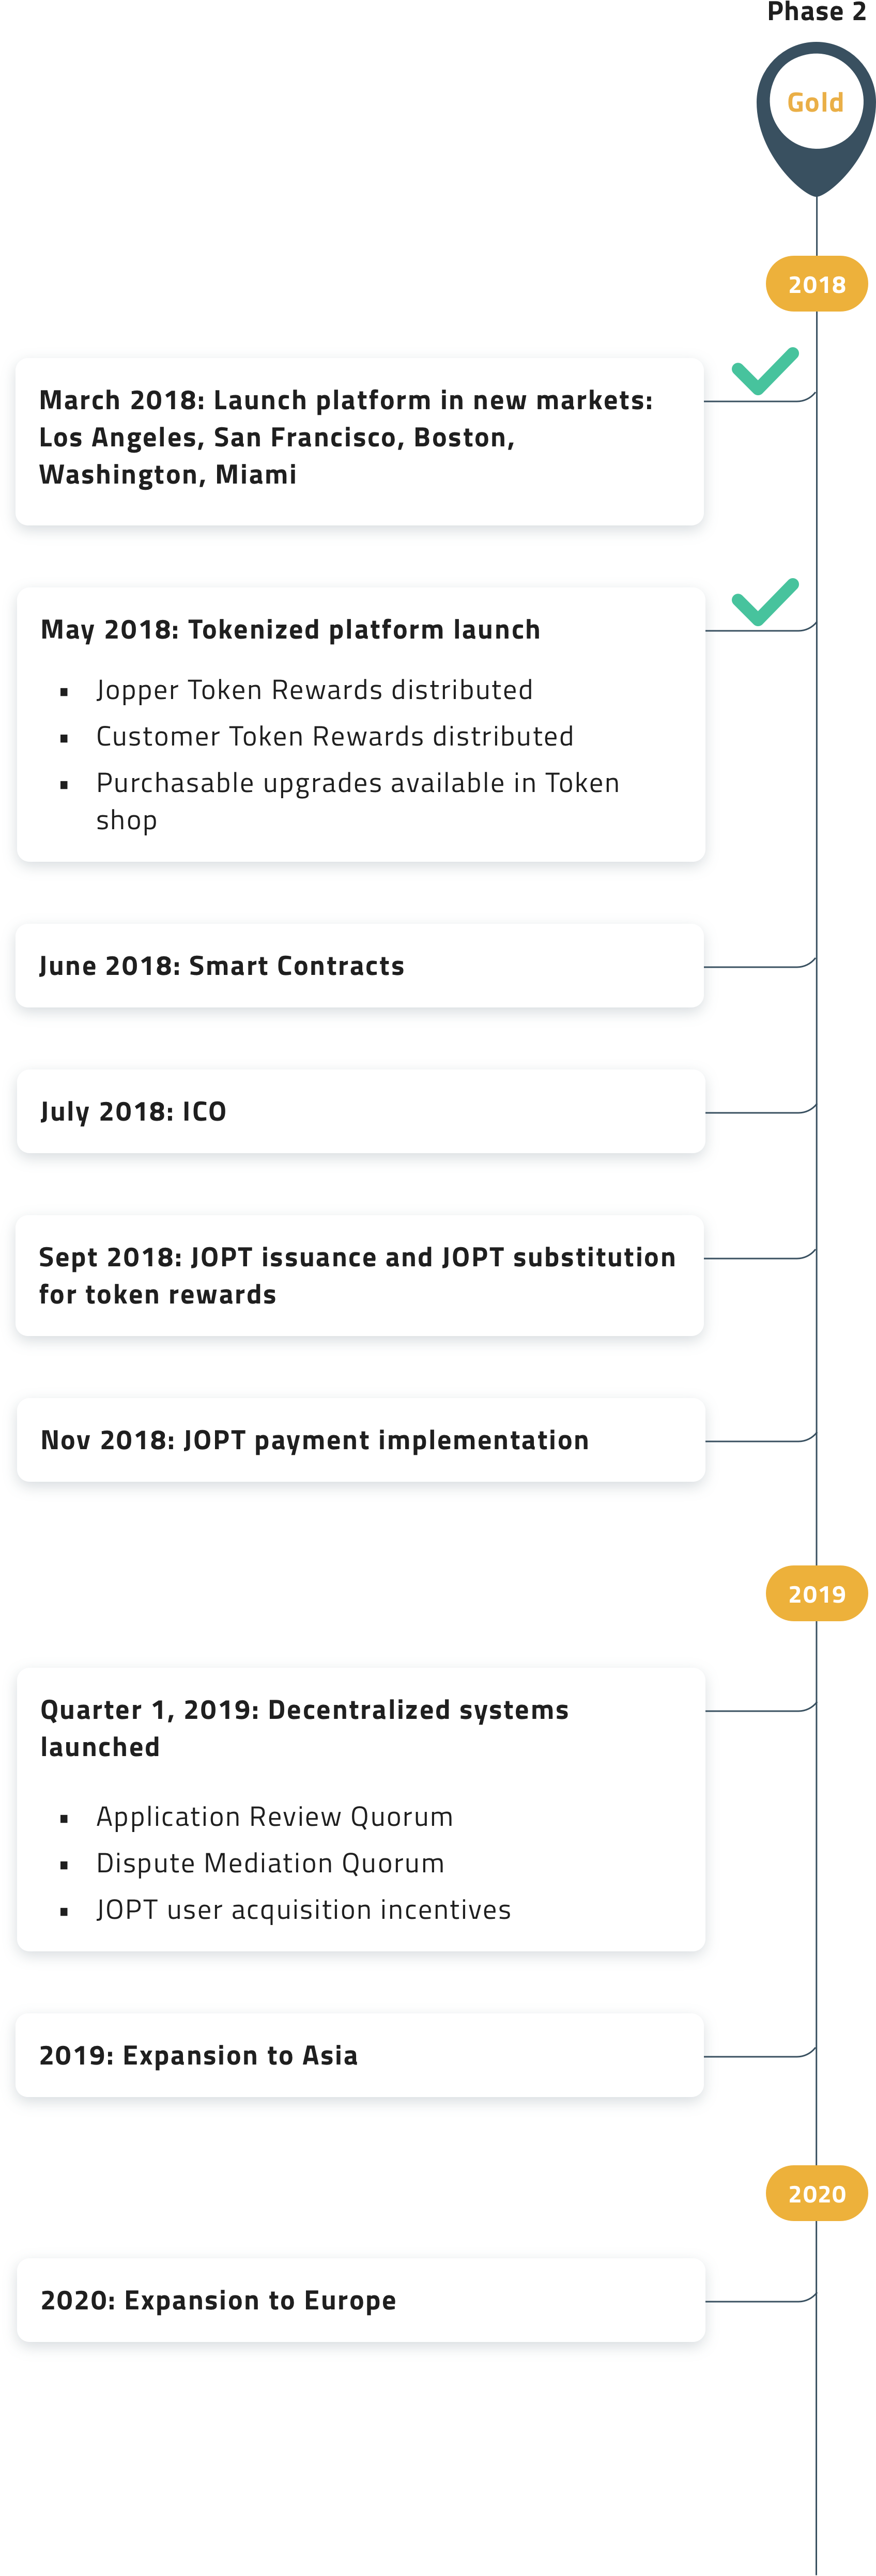 Phase 2
Gold
2018
March 2018: Launch platform in new markets:
Los Angeles, San Francisco, Boston,
Washington, Miami
May 2018: Tokenized platform launch
▪ Jopper Token Rewards distributed
▪ Customer Token Rewards distributed
▪ Purchasable upgrades available in Token
shop
June 2018: Smart Contracts
July 2018: ICO
Sept 2018: JOPT issuance and JOPT substitution
for token rewards
Nov 2018: JOPT payment implementation
2019
Quarter 1, 2019: Decentralized systems
launched
▪ Application Review Quorum
▪ Dispute Mediation Quorum
▪ JOPT user acquisition incentives
2019: Expansion to Asia
2020
2020: Expansion to Europe